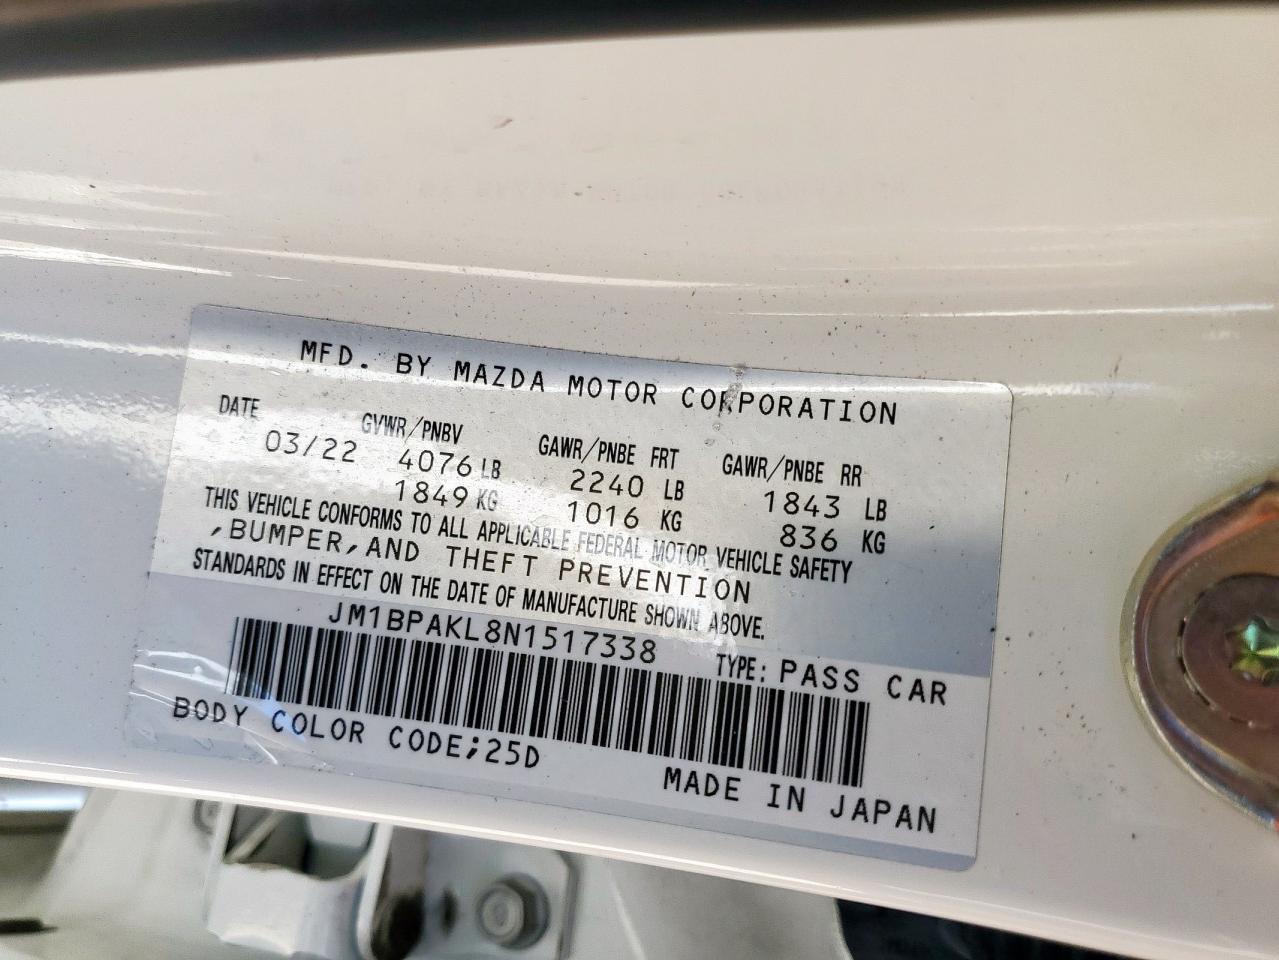 MFD. BY MAZDA MOTOR CORPORATION
DATE GVWR/PNBV GAWR/PNBE FRT GAWR/PNBE RR
03/22 4076 LB 2240 LB 1843 LB
1849 KG 1016 KG 836 KG
THIS VEHICLE CONFORMS TO ALL APPLICABLE FEDERAL MOTOR VEHICLE SAFETY
,BUMPER,AND THEFT PREVENTION
STANDARDS IN EFFECT ON THE DATE OF MANUFACTURE SHOWN ABOVE.
JM1BPAKL8N1517338 TYPE: PASS CAR
BODY COLOR CODE;25D
MADE IN JAPAN